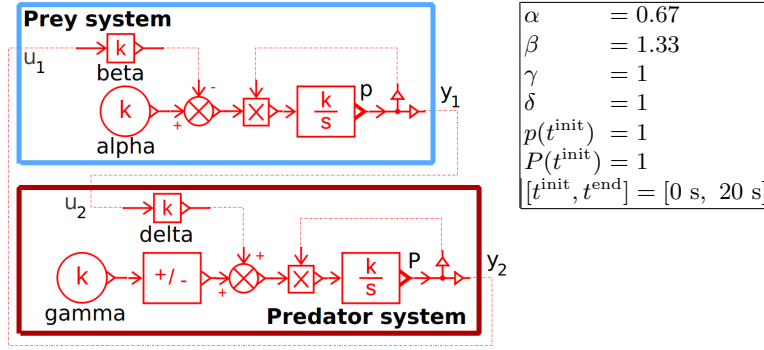 Prey system
u1
k
beta
-
p
y1
k
+
X
k
s
alpha
u2
k
delta
+
P
y2
k
+/-
+
X
k
s
gamma
Predator system
α = 0.67
β = 1.33
γ = 1
δ = 1
p(t^init) = 1
P(t^init) = 1
[t^init, t^end] = [0 s, 20 s]